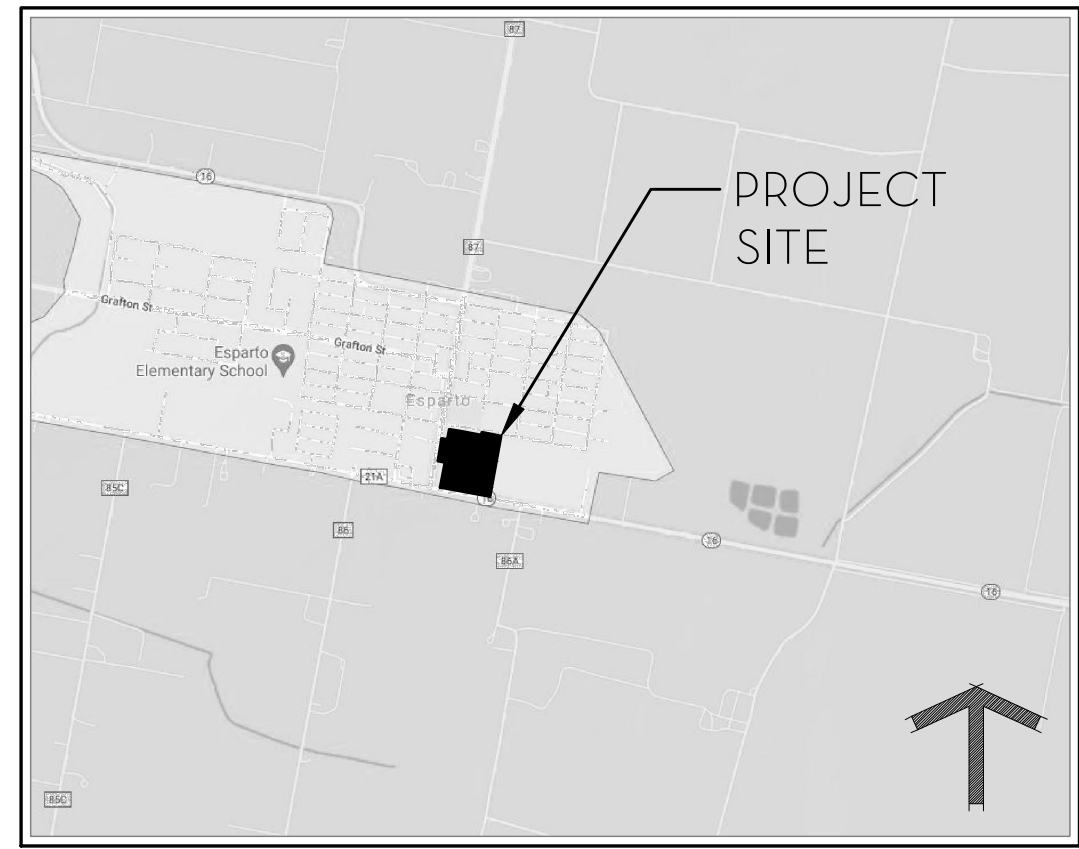 87
16
PROJECT
SITE
87
Grafton St
Grafton St
Esparto
Elementary School
Esparto
21A
85C
16
86
16
86A
16
85C